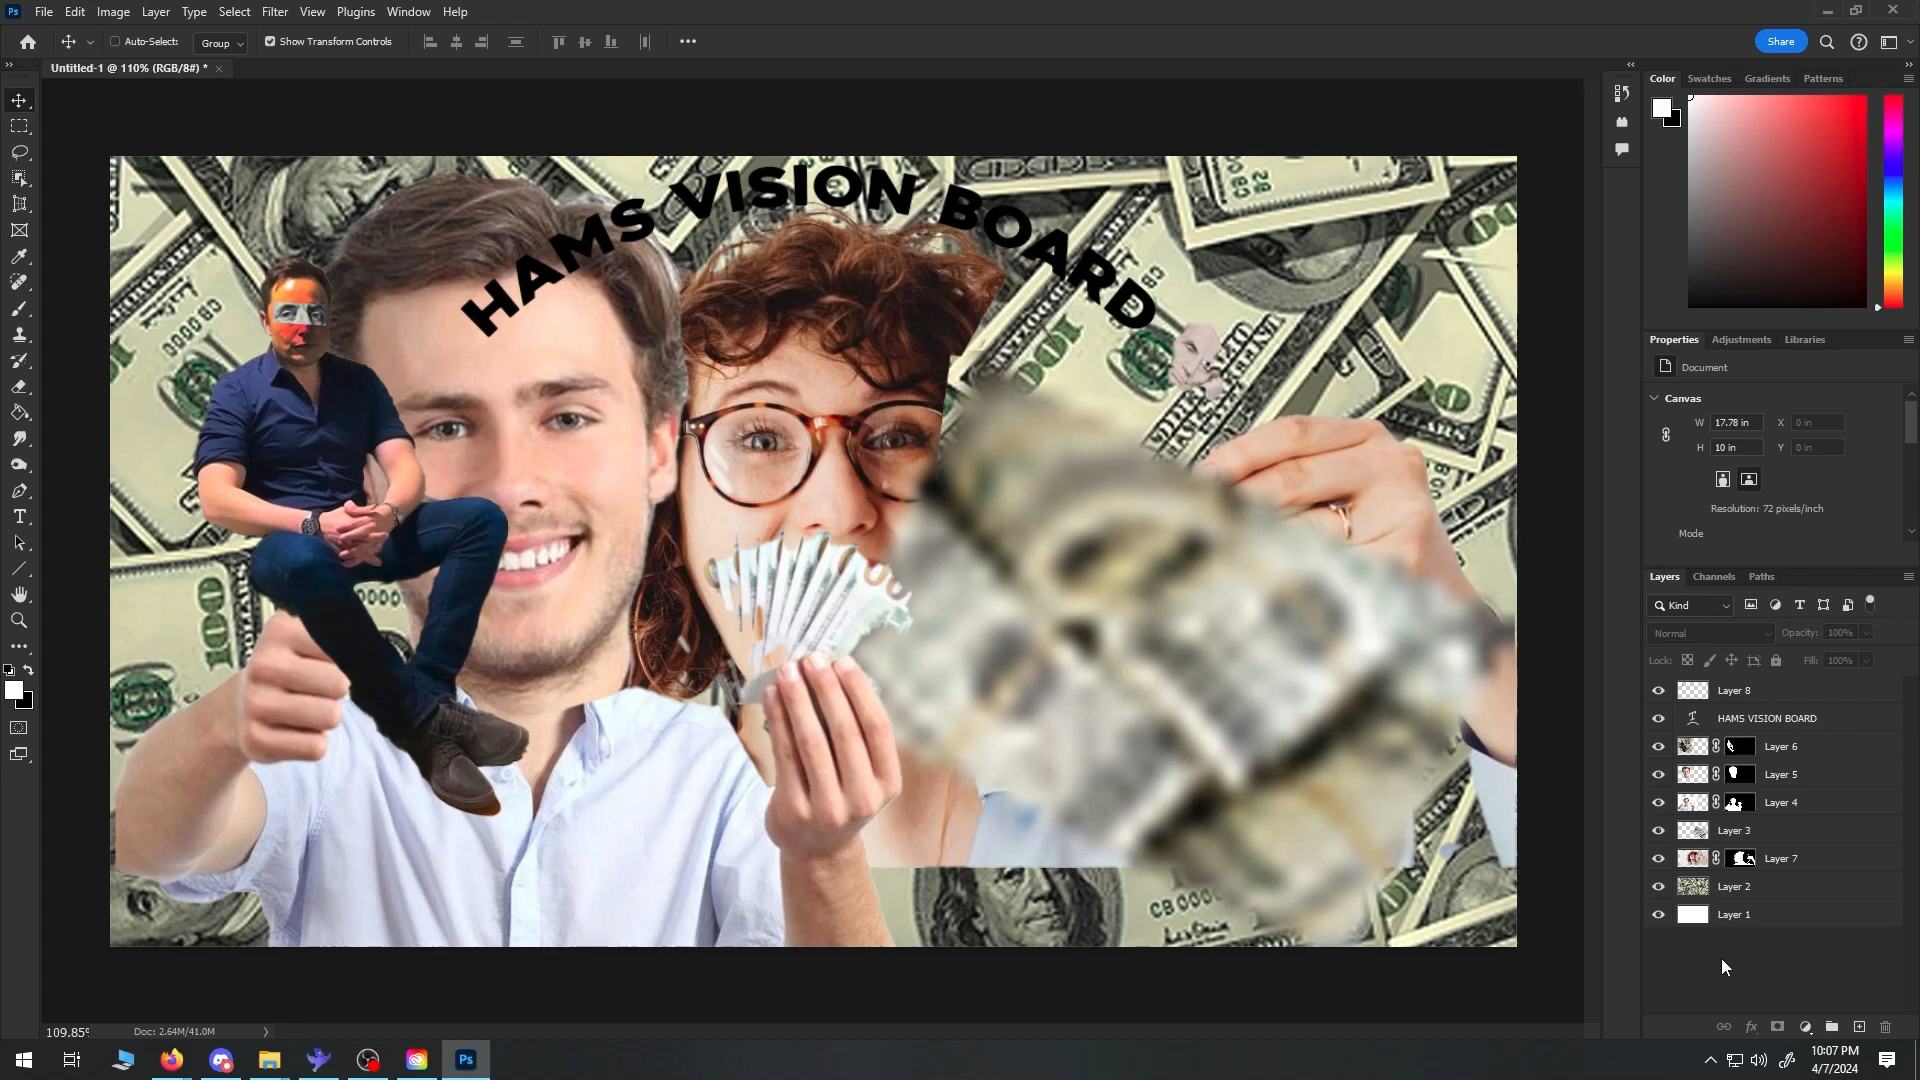 Ps File Edit Image Layer Type Select Filter View Plugins Window Help
Auto-Select: Group Show Transform Controls Share
Untitled-1 @ 110% (RGB/8#) *
Color Swatches Gradients Patterns
HAMS VISION BOARD
Properties Adjustments Libraries
Document
Canvas
W 17.78 in X 0 in
H 10 in Y 0 in
Resolution: 72 pixels/inch
Mode
Layers Channels Paths
Kind
Normal Opacity: 100%
Lock: Fill: 100%
Layer 8
HAMS VISION BOARD
Layer 6
Layer 5
Layer 4
Layer 3
Layer 7
Layer 2
Layer 1
109.85% Doc: 2.64M/41.0M
Ps
10:07 PM
4/7/2024